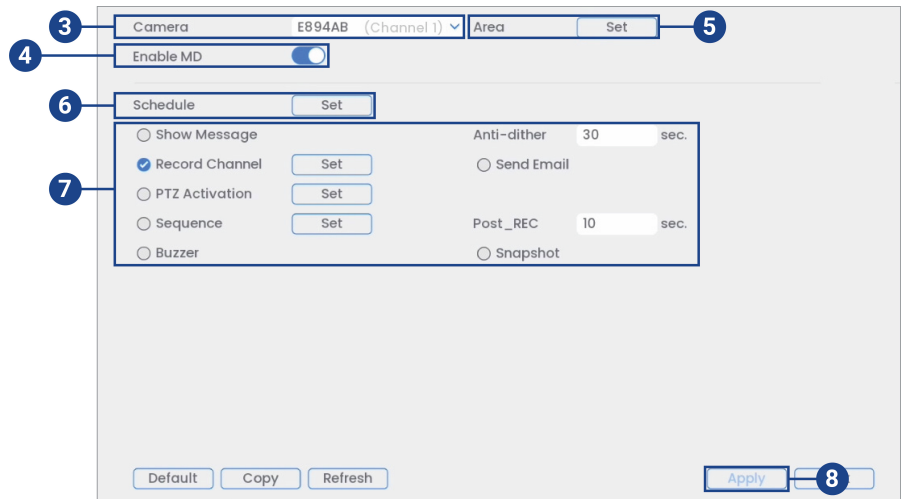 3 Camera E894AB (Channel 1) Area Set 5
4 Enable MD
6 Schedule Set
Show Message Anti-dither 30 sec.
Record Channel Set Send Email
7 PTZ Activation Set
Sequence Set Post_REC 10 sec.
Buzzer Snapshot
Default Copy Refresh Apply 8